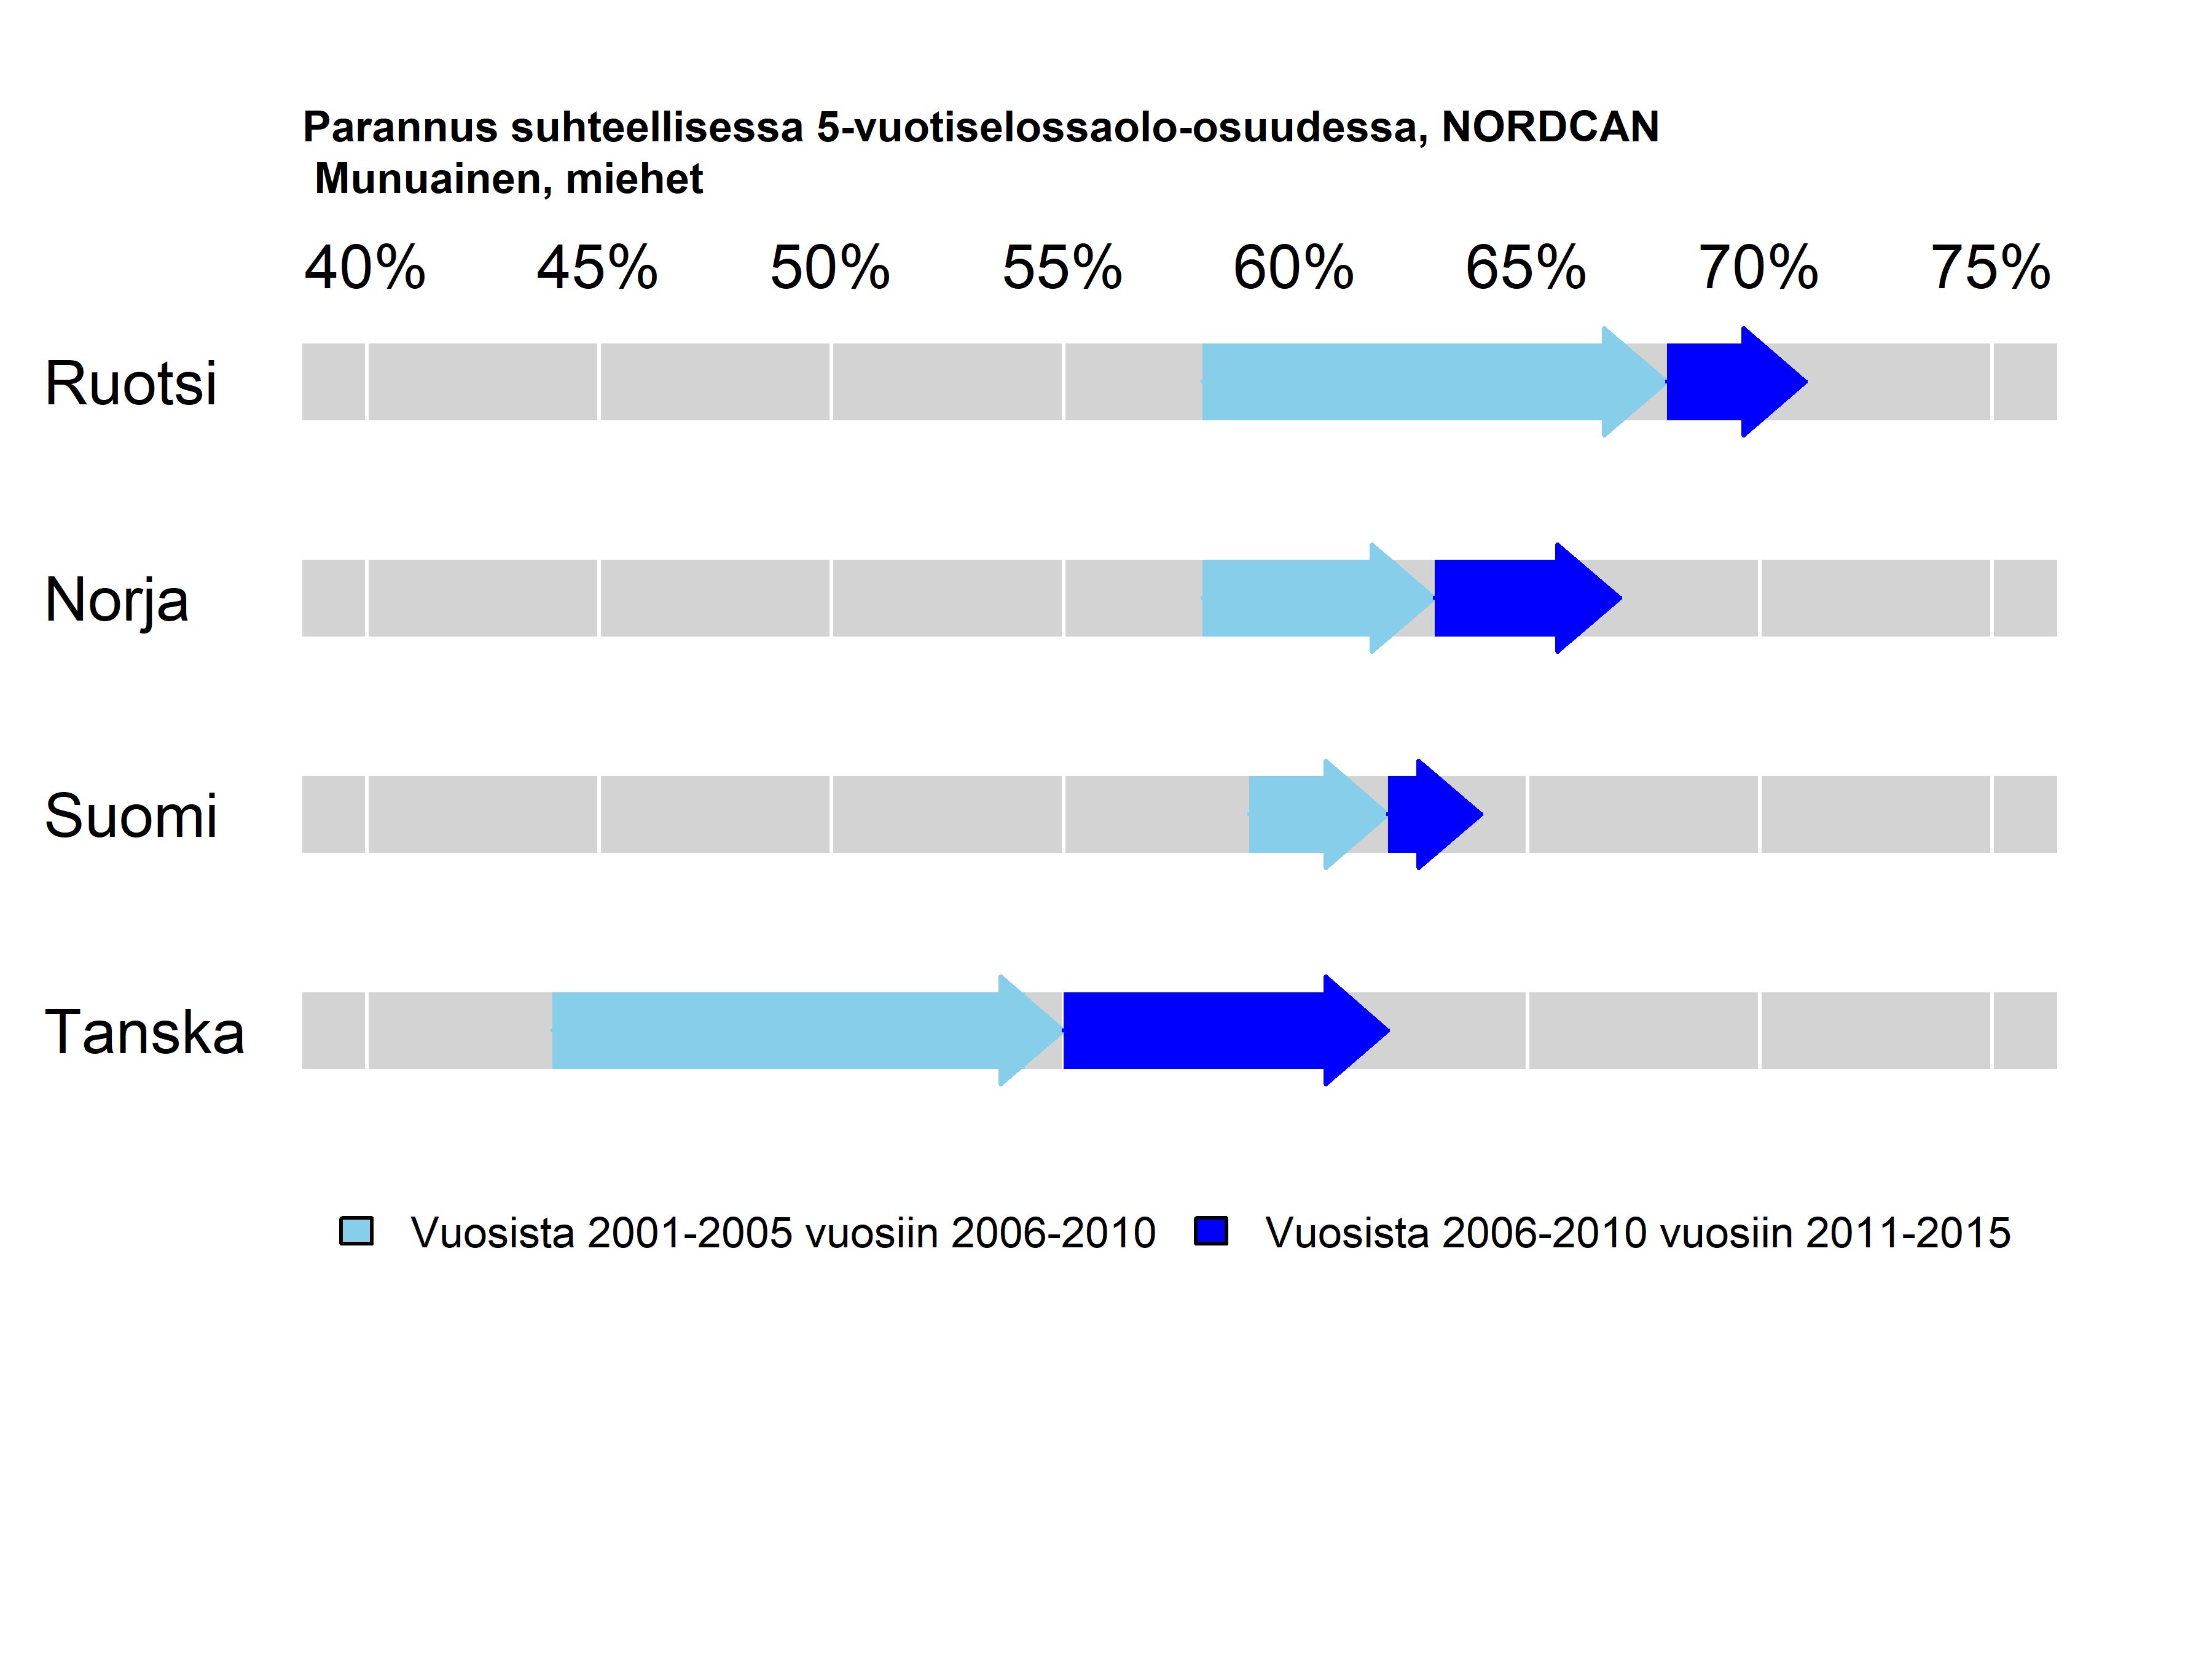 Parannus suhteellisessa 5-vuotiselossaolo-osuudessa, NORDCAN
Munuainen, miehet
40% 45% 50% 55% 60% 65% 70% 75%
Ruotsi
Norja
Suomi
Tanska
Vuosista 2001-2005 vuosiin 2006-2010 Vuosista 2006-2010 vuosiin 2011-2015